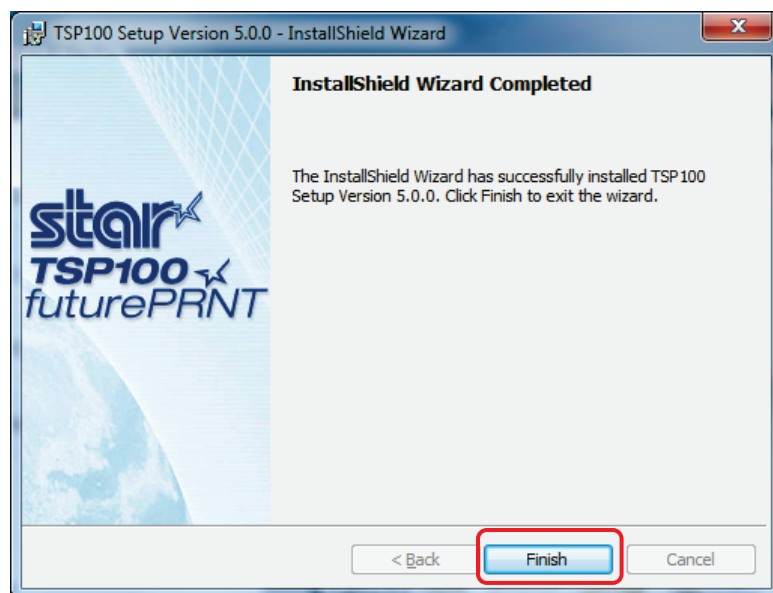 TSP100 Setup Version 5.0.0 - InstallShield Wizard
InstallShield Wizard Completed
The InstallShield Wizard has successfully installed TSP100
Setup Version 5.0.0. Click Finish to exit the wizard.
star
TSP100
futurePRNT
< Back
Finish
Cancel